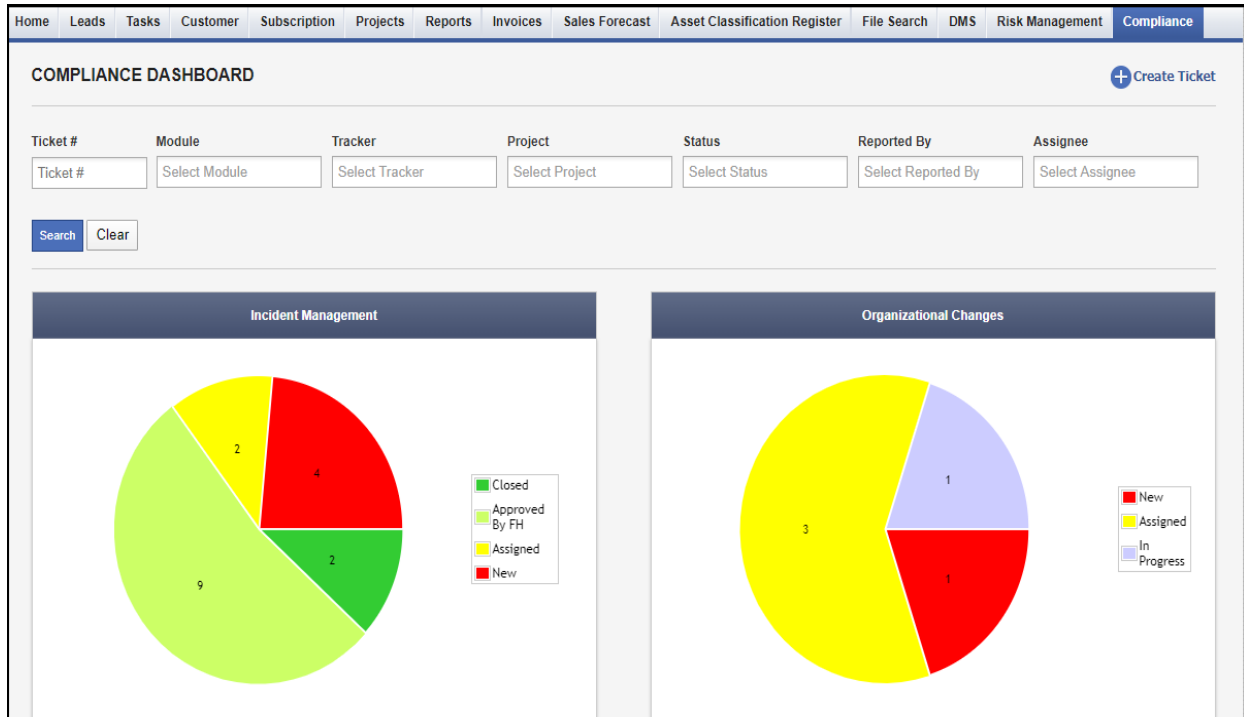 Home Leads Tasks Customer Subscription Projects Reports Invoices Sales Forecast Asset Classification Register File Search DMS Risk Management Compliance
COMPLIANCE DASHBOARD
Create Ticket
Ticket # Module Tracker Project Status Reported By Assignee
Ticket # Select Module Select Tracker Select Project Select Status Select Reported By Select Assignee
Search Clear
Incident Management
2
4
9
2
Closed
Approved
By FH
Assigned
New
Organizational Changes
1
3
1
New
Assigned
In
Progress